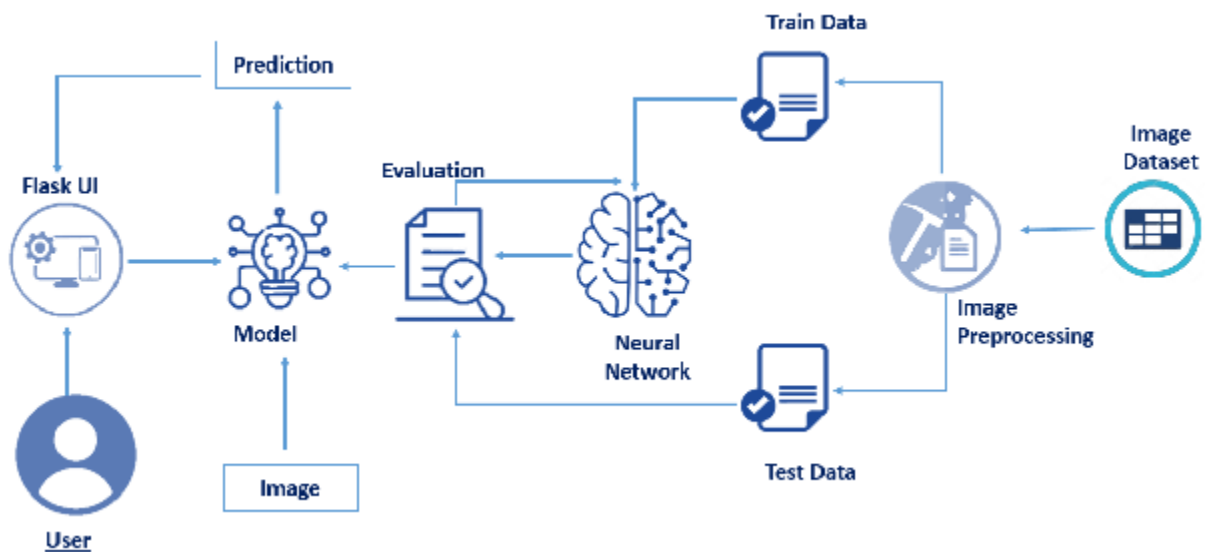 Train Data
Prediction
Image
Dataset
Evaluation
Flask UI
Image
Preprocessing
Model
Neural
Network
Test Data
Image
User